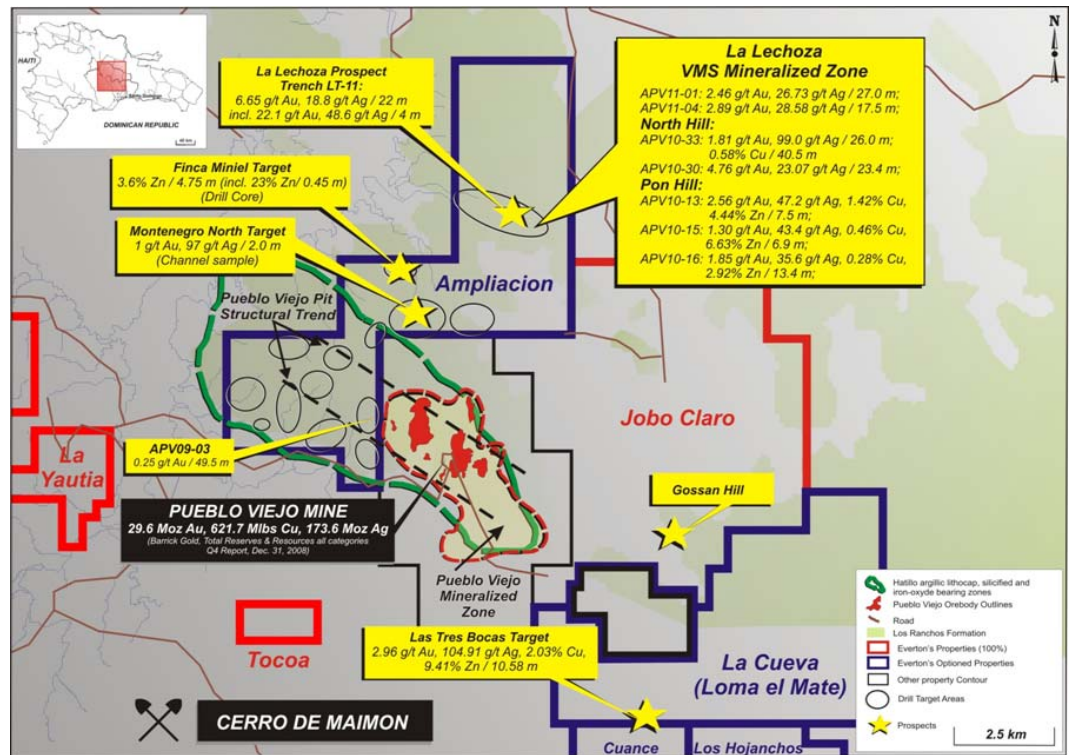 HAITI
Santo Domingo
DOMINICAN REPUBLIC
40 km
N
La Lechoza Prospect
Trench LT-11:
6.65 g/t Au, 18.8 g/t Ag / 22 m
incl. 22.1 g/t Au, 48.6 g/t Ag / 4 m
La Lechoza
VMS Mineralized Zone
APV11-01: 2.46 g/t Au, 26.73 g/t Ag / 27.0 m;
APV11-04: 2.89 g/t Au, 28.58 g/t Ag / 17.5 m;
North Hill:
APV10-33: 1.81 g/t Au, 99.0 g/t Ag / 26.0 m;
0.58% Cu / 40.5 m
APV10-30: 4.76 g/t Au, 23.07 g/t Ag / 23.4 m;
Pon Hill:
APV10-13: 2.56 g/t Au, 47.2 g/t Ag, 1.42% Cu,
4.44% Zn / 7.5 m;
APV10-15: 1.30 g/t Au, 43.4 g/t Ag, 0.46% Cu,
6.63% Zn / 6.9 m;
APV10-16: 1.85 g/t Au, 35.6 g/t Ag, 0.28% Cu,
2.92% Zn / 13.4 m;
Finca Miniel Target
3.6% Zn / 4.75 m (incl. 23% Zn/ 0.45 m)
(Drill Core)
Montenegro North Target
1 g/t Au, 97 g/t Ag / 2.0 m
(Channel sample)
Ampliacion
Pueblo Viejo Pit
Structural Trend
Jobo Claro
APV09-03
0.25 g/t Au / 49.5 m
La
Yautia
PUEBLO VIEJO MINE
29.6 Moz Au, 621.7 Mlbs Cu, 173.6 Moz Ag
(Barrick Gold, Total Reserves & Resources all categories
Q4 Report, Dec. 31, 2008)
Gossan Hill
Pueblo Viejo
Mineralized
Zone
Tocoa
Las Tres Bocas Target
2.96 g/t Au, 104.91 g/t Ag, 2.03% Cu,
9.41% Zn / 10.58 m
La Cueva
(Loma el Mate)
CERRO DE MAIMON
Cuance
Los Hojanchos
Hatillo argillic lithocap, silicified and
iron-oxyde bearing zones
Pueblo Viejo Orebody Outlines
Road
Los Ranchos Formation
Everton's Properties (100%)
Everton's Optioned Properties
Other property Contour
Drill Target Areas
Prospects
2.5 km